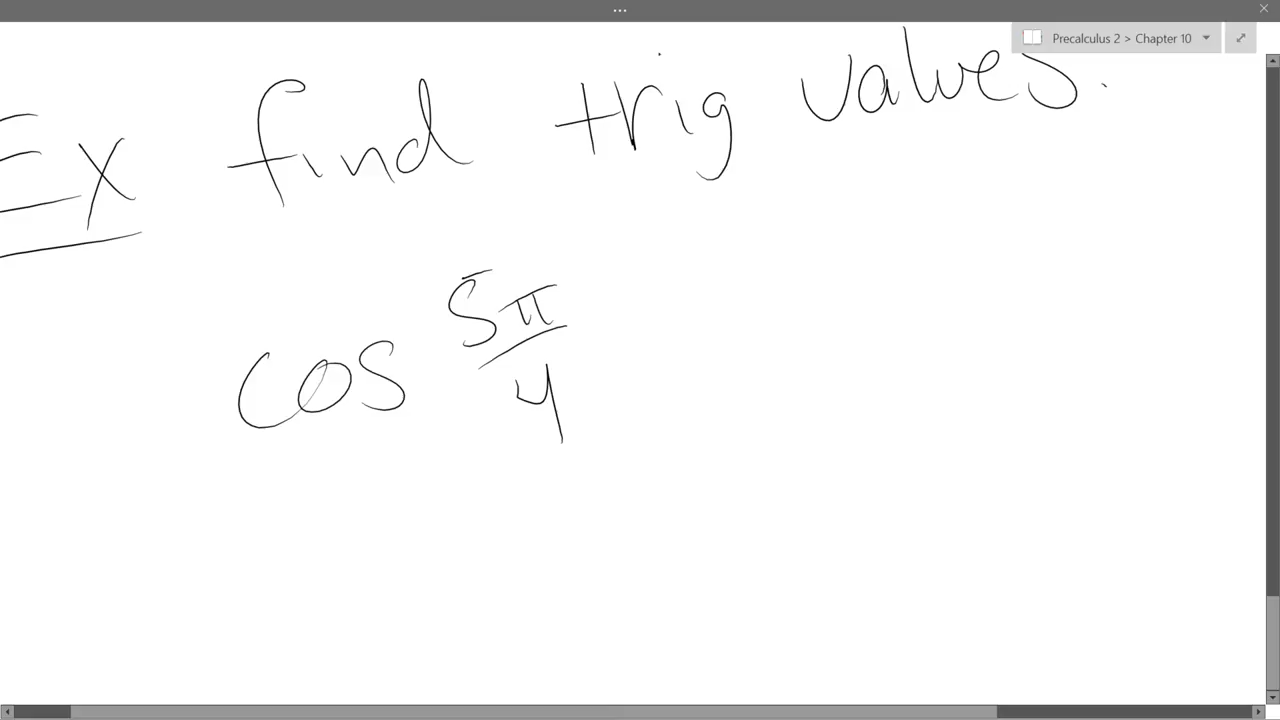 ...
Precalculus 2 > Chapter 10
Ex find trig values.
cos 5π/4